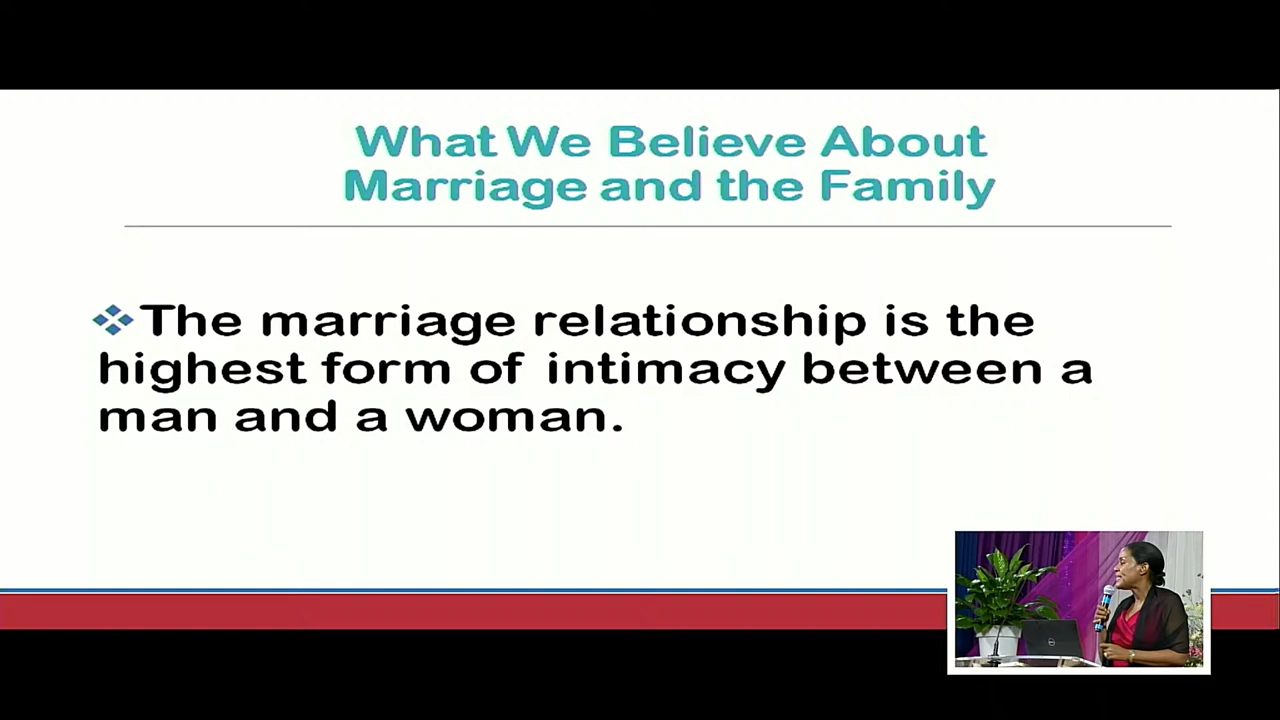 What We Believe About
Marriage and the Family
The marriage relationship is the
highest form of intimacy between a
man and a woman.